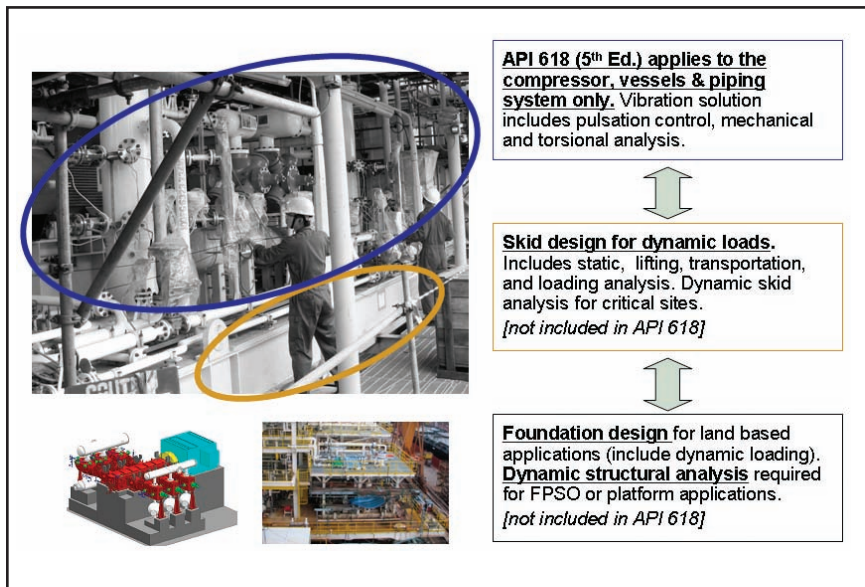 API 618 (5th Ed.) applies to the
compressor, vessels & piping
system only. Vibration solution
includes pulsation control, mechanical
and torsional analysis.
Skid design for dynamic loads.
Includes static, lifting, transportation,
and loading analysis. Dynamic skid
analysis for critical sites.
[not included in API 618]
Foundation design for land based
applications (include dynamic loading).
Dynamic structural analysis required
for FPSO or platform applications.
[not included in API 618]